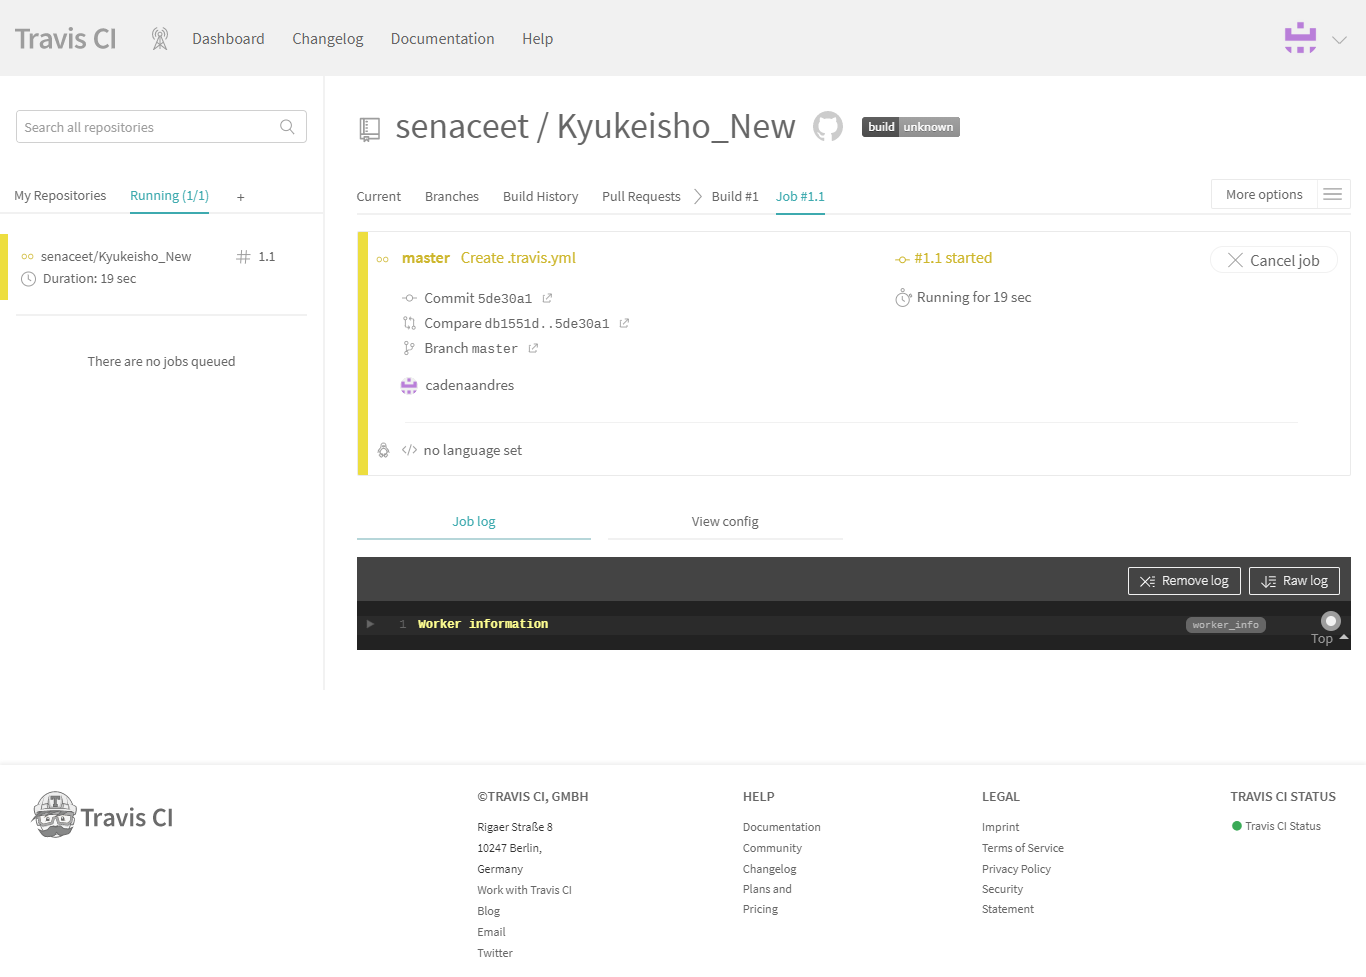 Travis CI
Dashboard
Changelog
Documentation
Help
Search all repositories
My Repositories
Running (1/1)
+
senaceet/Kyukeisho_New
# 1.1
Duration: 19 sec
There are no jobs queued
senaceet / Kyukeisho_New
build unknown
Current
Branches
Build History
Pull Requests
Build #1
Job #1.1
More options
master Create .travis.yml
#1.1 started
Cancel job
Commit 5de30a1
Running for 19 sec
Compare db1551d..5de30a1
Branch master
cadenaandres
</> no language set
Job log
View config
Remove log
Raw log
1 Worker information
worker_info
Top
Travis CI
©TRAVIS CI, GMBH
Rigaer Straße 8
10247 Berlin,
Germany
Work with Travis CI
Blog
Email
Twitter
HELP
Documentation
Community
Changelog
Plans and
Pricing
LEGAL
Imprint
Terms of Service
Privacy Policy
Security
Statement
TRAVIS CI STATUS
Travis CI Status